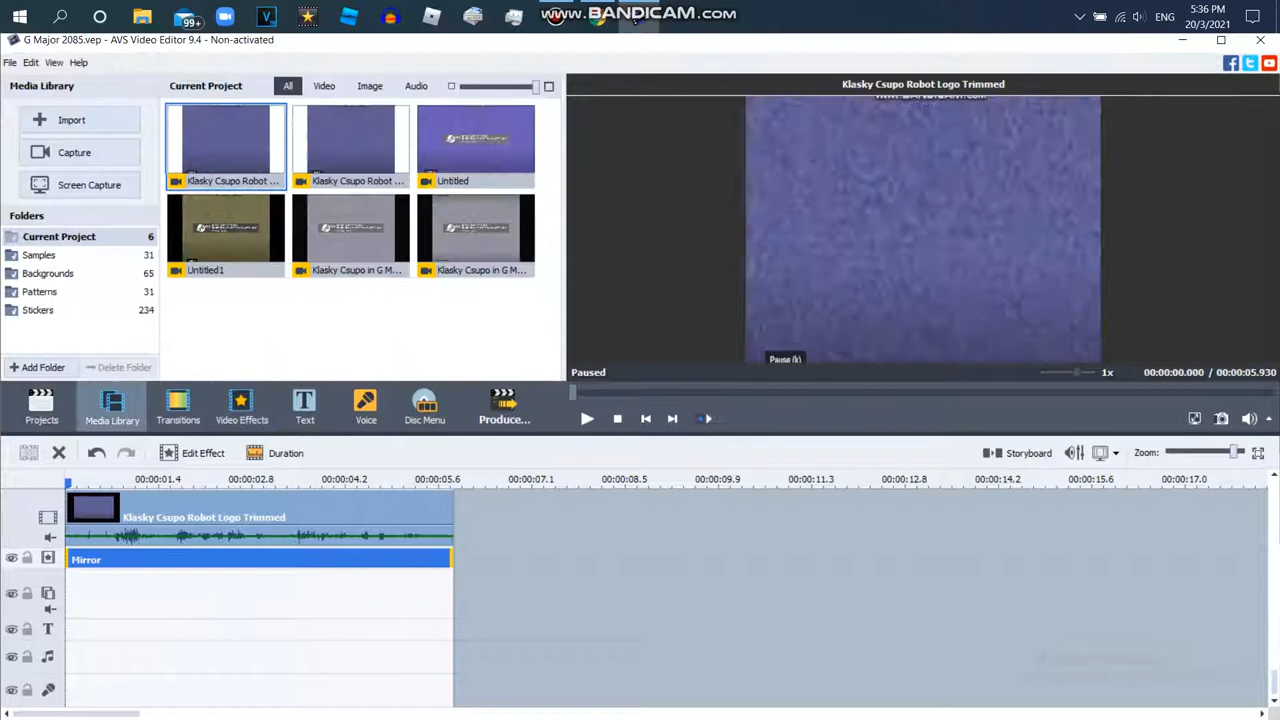 99+
www.BANDICAM.com
ENG
5:36 PM
20/3/2021
G Major 2085.vep - AVS Video Editor 9.4 - Non-activated
File Edit View Help
Media Library
Current Project
All
Video
Image
Audio
Klasky Csupo Robot Logo Trimmed
Import
Capture
Screen Capture
Folders
Current Project 6
Samples 31
Backgrounds 65
Patterns 31
Stickers 234
Add Folder
Delete Folder
Klasky Csupo Robot ...
Klasky Csupo Robot ...
Untitled
Untitled1
Klasky Csupo in G M...
Klasky Csupo in G M...
www.BANDICAM.com
Pause (k)
Paused
1x
00:00:00.000 / 00:00:05.930
Projects
Media Library
Transitions
Video Effects
Text
Voice
Disc Menu
Produce...
Edit Effect
Duration
Storyboard
Zoom:
00:00:01.4 00:00:02.8 00:00:04.2 00:00:05.6 00:00:07.1 00:00:08.5 00:00:09.9 00:00:11.3 00:00:12.8 00:00:14.2 00:00:15.6 00:00:17.0
Klasky Csupo Robot Logo Trimmed
Mirror
T